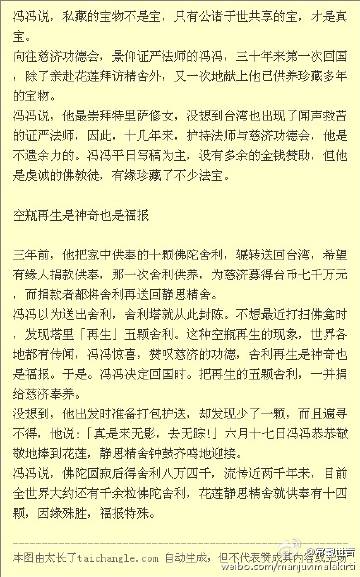 冯冯说，私藏的宝物不是宝，只有公诸于世共享的宝，才是真
宝。
向往慈济功德会，景仰证严法师的冯冯，三十年来第一次回国
，除了亲赴花莲拜访精舍外，又一次地献上他已供养珍藏多年
的宝物。
冯冯说，他最崇拜特里萨修女，没想到台湾也出现了闻声救苦
的证严法师，因此，十几年来，护持法师与慈济功德会，他是
不遗余力的。冯冯平日写稿为主，没有多余的金钱赞助，但他
是虔诚的佛教徒，有缘珍藏了不少法宝。
空瓶再生是神奇也是福报
三年前，他把家中供奉的十颗佛陀舍利，辗转送回台湾，希望
有缘人捐款供奉，那一次舍利供养，为慈济募得台币七千万元
，而捐款者都将舍利再送回静思精舍。
冯冯以为送出舍利，舍利塔就从此封陈。不想最近打扫佛龛时
，发现塔里「再生」五颗舍利。这种空瓶再生的现象，世界各
地都有传闻，冯冯惊喜，赞叹慈济的功德，舍利再生是神奇也
是福报。于是。冯冯决定回国时。把再生的五颗舍利，一并捐
给慈济奉养。
没想到，他出发时准备打包护送，却发现少了一颗，而且遍寻
不得，他说:「真是来无影，去无踪!」六月十七日冯冯恭恭敬
敬地捧到花莲，静思精舍钟鼓齐鸣地迎接。
冯冯说，佛陀圆寂后得舍利八万四千，流传近两千年来，目前
全世界大约还有千余粒佛陀舍利，花莲静思精舍就供奉有十四
颗，因缘殊胜，福报特殊。
本图由太长了taichangle.com 自动生成，但不代表赞成其内容或立场
weibo.com/manjuvimalakirti